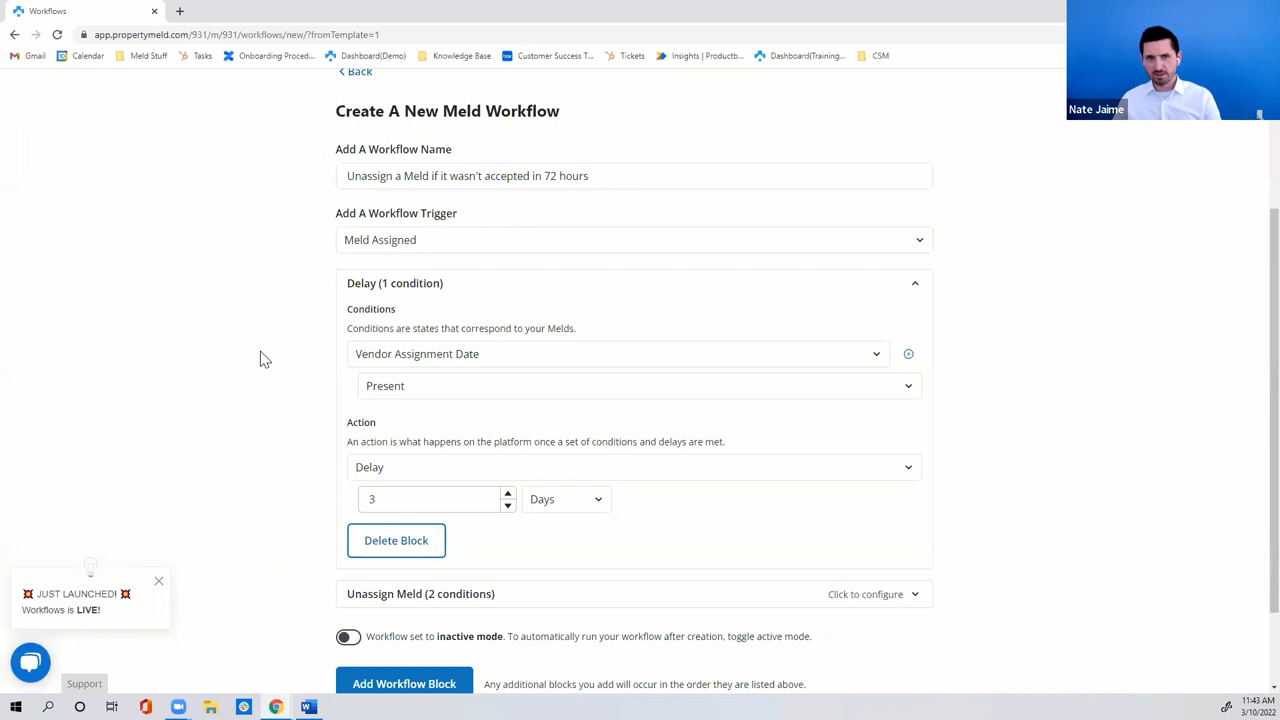 Workflows
app.propertymeld.com/931/m/931/workflows/new/?fromTemplate=1
Gmail
Calendar
Meld Stuff
Tasks
Onboarding Proced...
Dashboard(Demo)
Knowledge Base
Customer Success T...
Tickets
Insights | Productb...
Dashboard(Training...
CSM
Nate Jaime
Back
Create A New Meld Workflow
Add A Workflow Name
Unassign a Meld if it wasn't accepted in 72 hours
Add A Workflow Trigger
Meld Assigned
Delay (1 condition)
Conditions
Conditions are states that correspond to your Melds.
Vendor Assignment Date
Present
Action
An action is what happens on the platform once a set of conditions and delays are met.
Delay
3
Days
Delete Block
Unassign Meld (2 conditions)
Click to configure
💥 JUST LAUNCHED! 💥
Workflows is LIVE!
Workflow set to inactive mode. To automatically run your workflow after creation, toggle active mode.
Add Workflow Block
Any additional blocks you add will occur in the order they are listed above.
Support
11:43 AM
3/10/2022